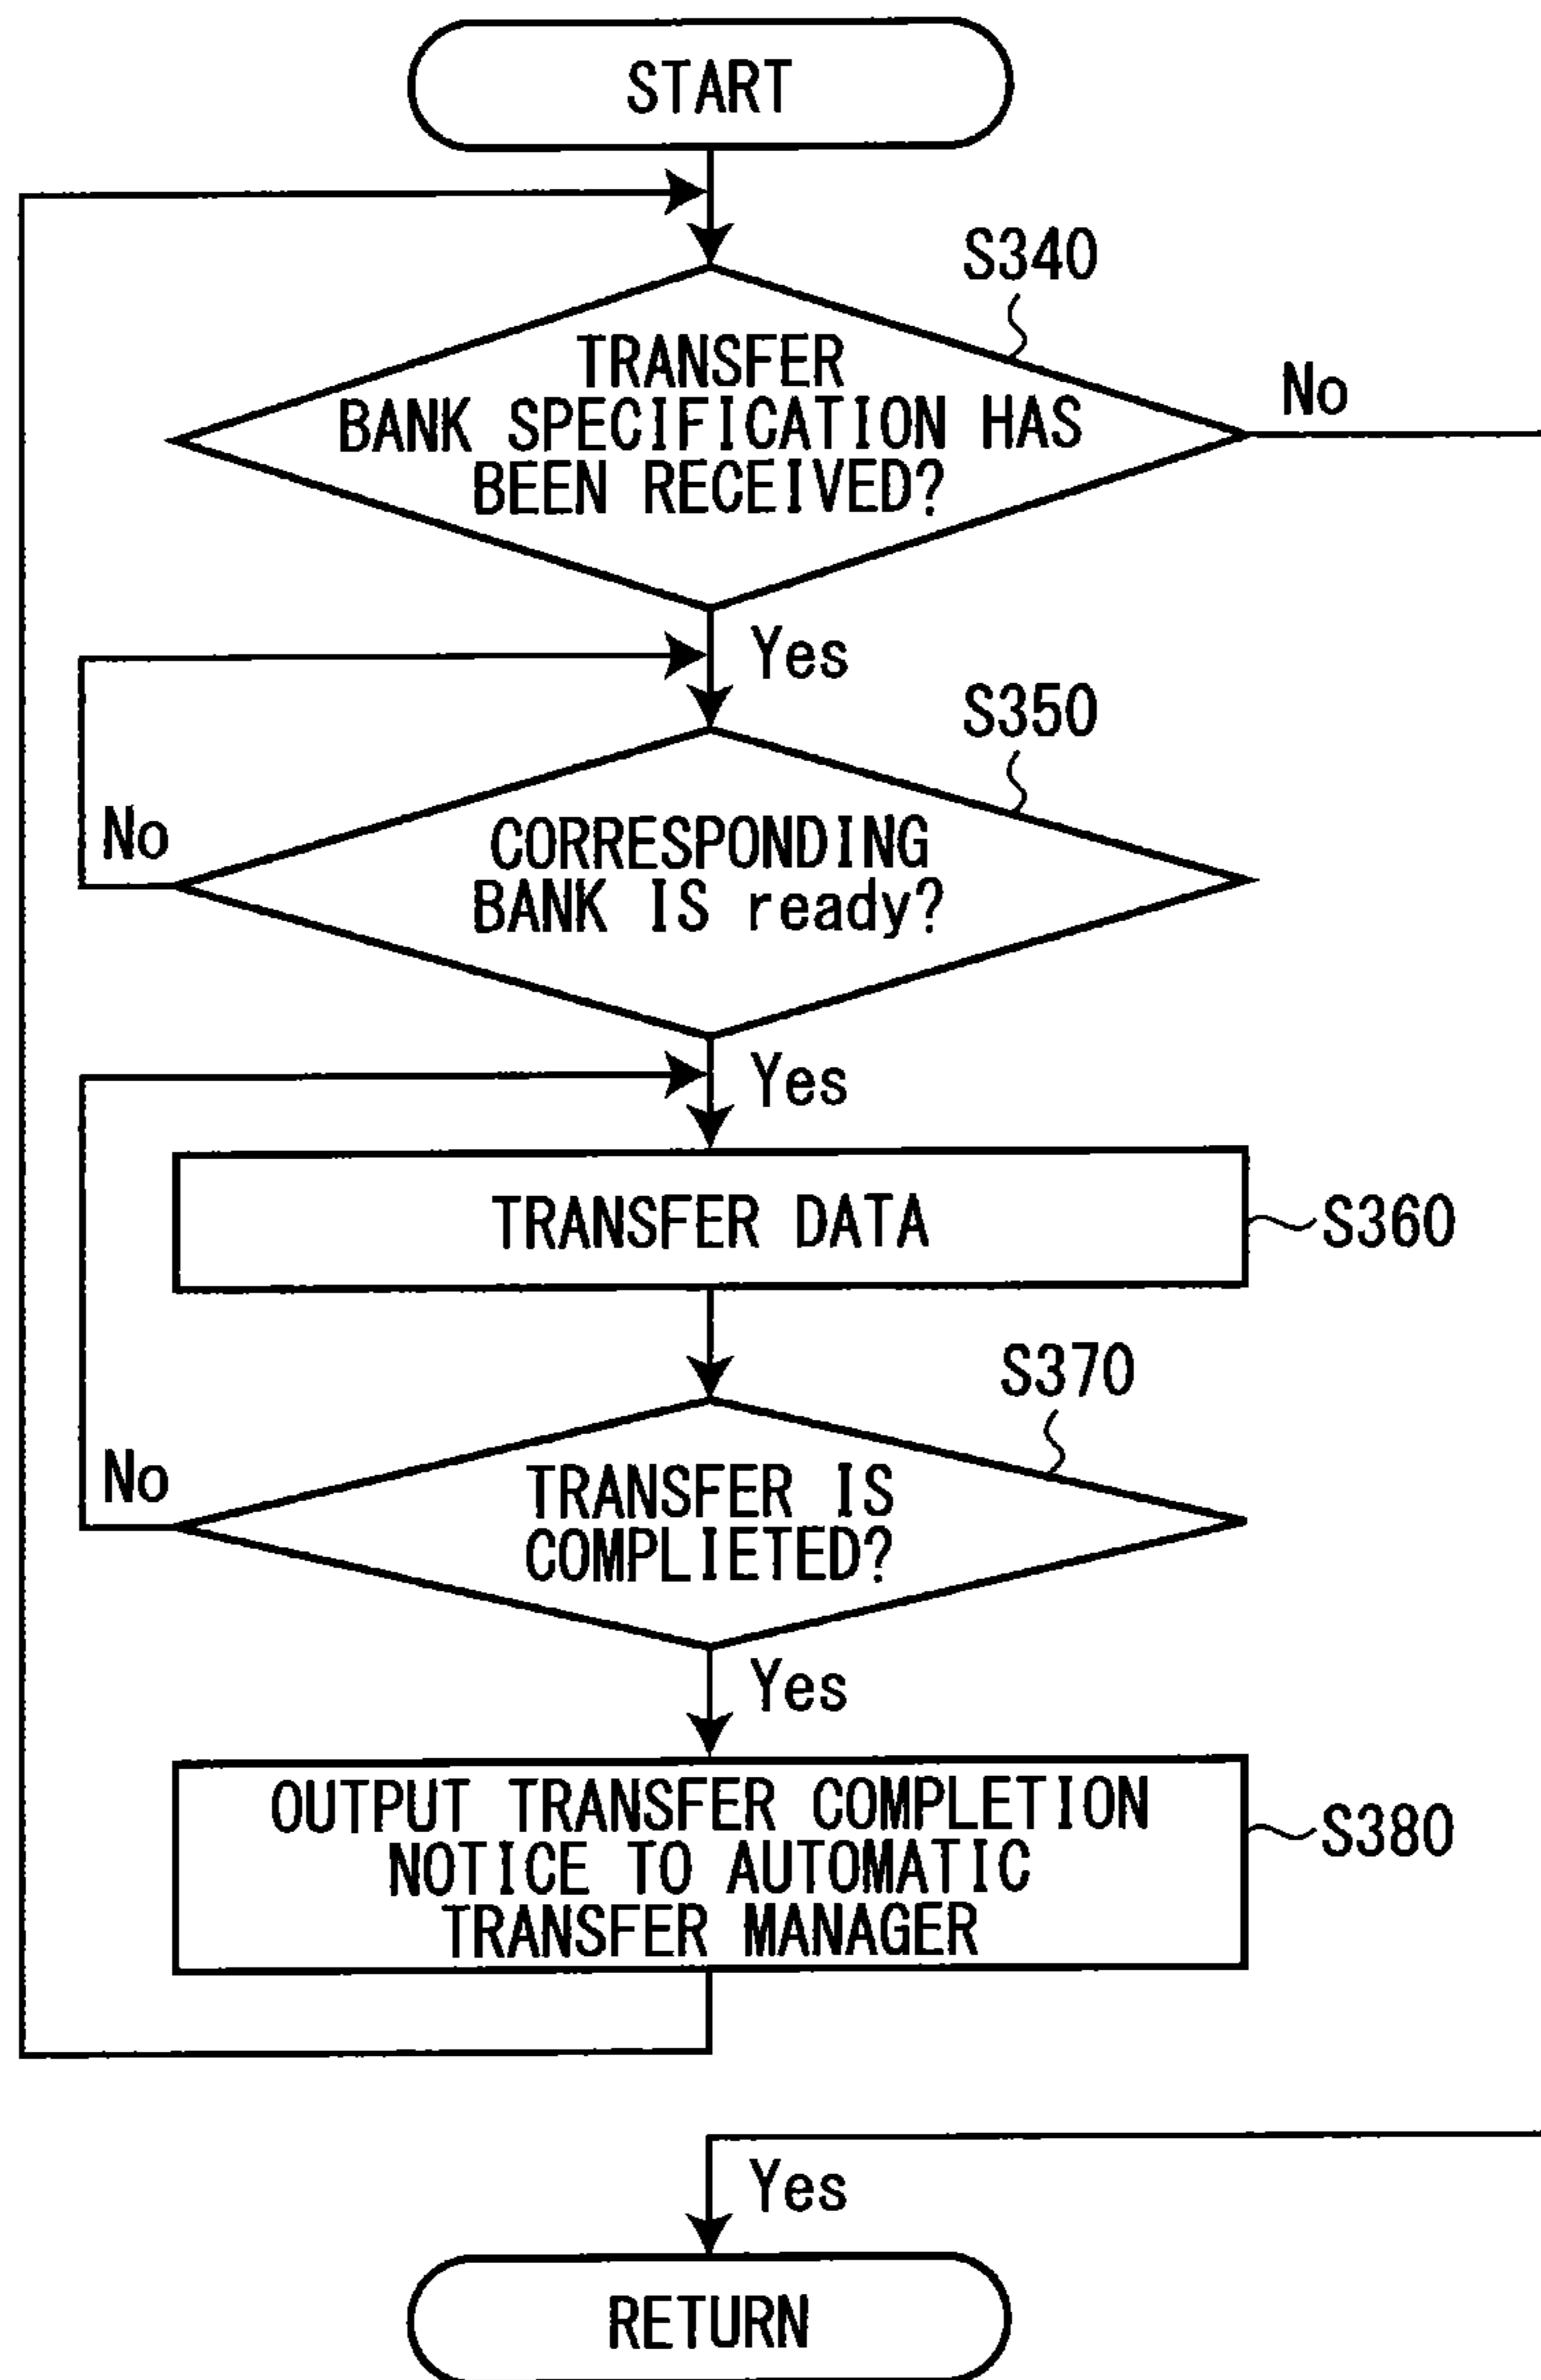 START
S340
TRANSFER
BANK SPECIFICATION HAS
BEEN RECEIVED?
No
Yes
S350
No
CORRESPONDING
BANK IS ready?
Yes
TRANSFER DATA
S360
S370
No
TRANSFER IS
COMPLIETED?
Yes
OUTPUT TRANSFER COMPLETION
NOTICE TO AUTOMATIC
TRANSFER MANAGER
S380
Yes
RETURN